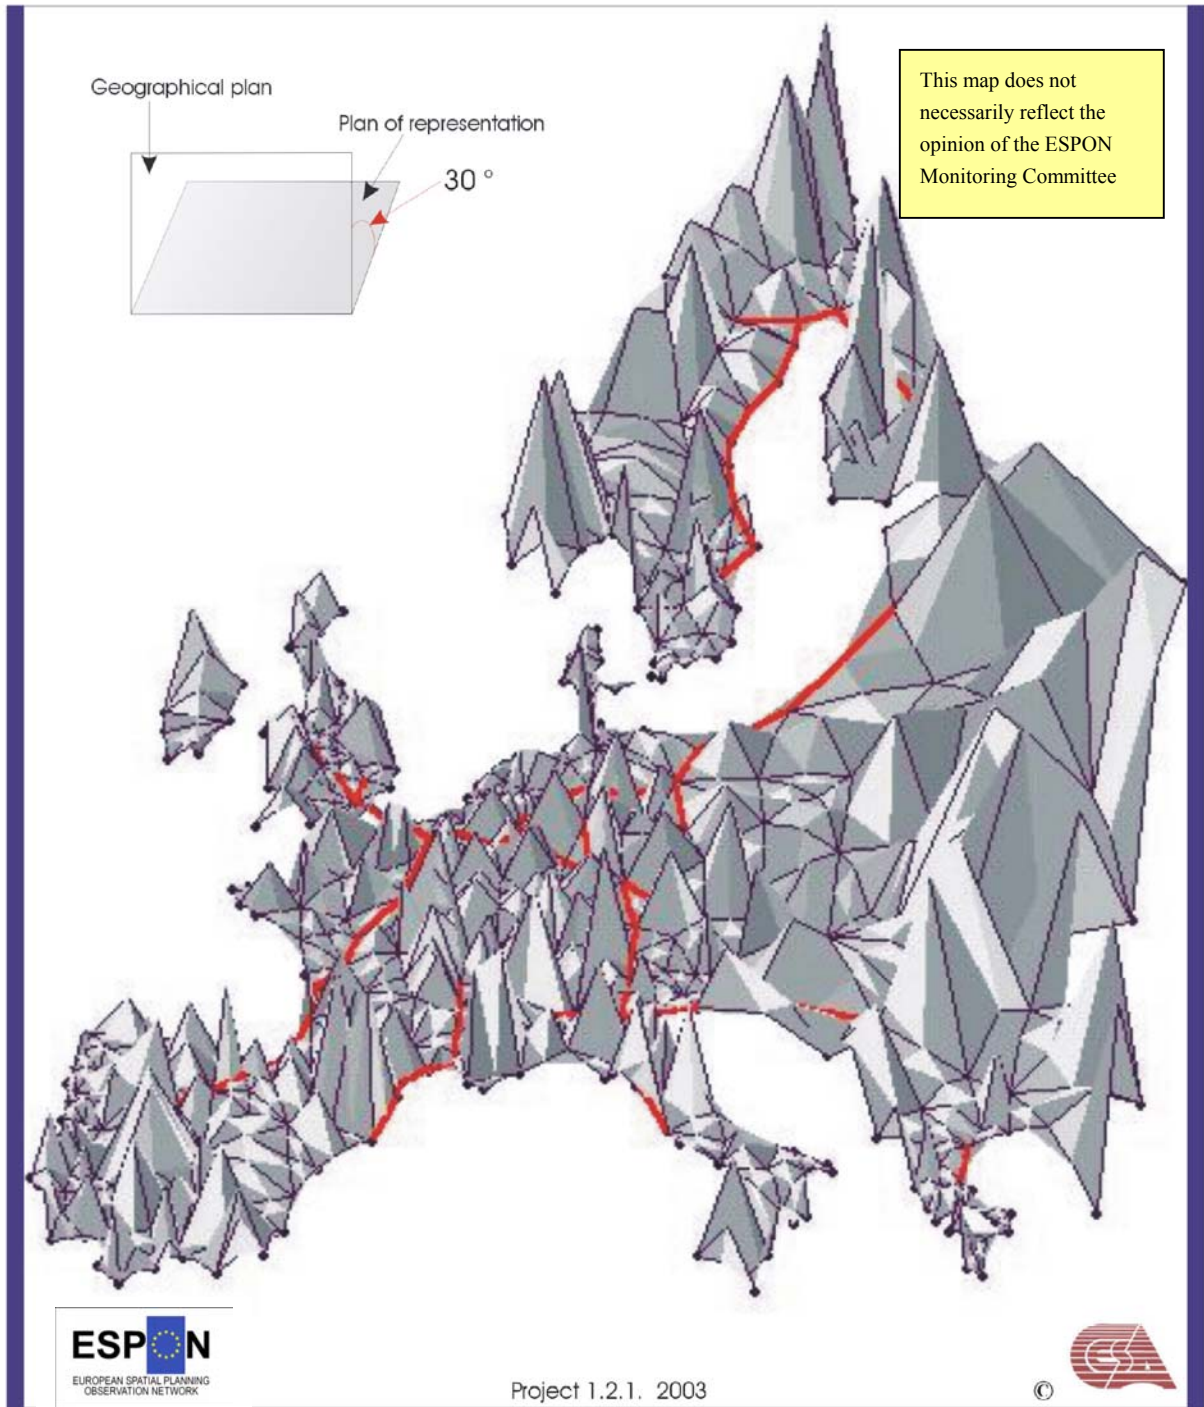 Geographical plan
Plan of representation
30 °
This map does not
necessarily reflect the
opinion of the ESPON
Monitoring Committee
ESPON
EUROPEAN SPATIAL PLANNING
OBSERVATION NETWORK
Project 1.2.1. 2003
©
CESA